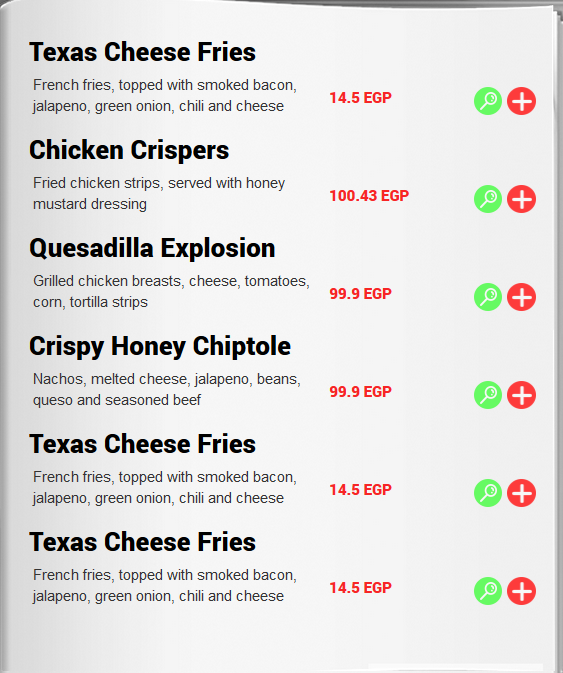 Texas Cheese Fries
French fries, topped with smoked bacon,
jalapeno, green onion, chili and cheese
14.5 EGP
Chicken Crispers
Fried chicken strips, served with honey
mustard dressing
100.43 EGP
Quesadilla Explosion
Grilled chicken breasts, cheese, tomatoes,
corn, tortilla strips
99.9 EGP
Crispy Honey Chiptole
Nachos, melted cheese, jalapeno, beans,
queso and seasoned beef
99.9 EGP
Texas Cheese Fries
French fries, topped with smoked bacon,
jalapeno, green onion, chili and cheese
14.5 EGP
Texas Cheese Fries
French fries, topped with smoked bacon,
jalapeno, green onion, chili and cheese
14.5 EGP